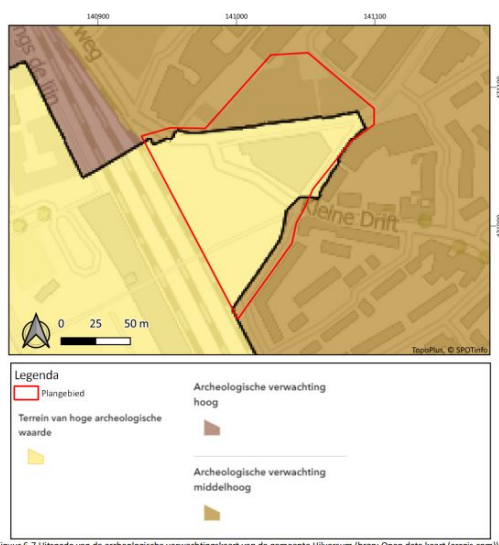 140900
141000
141100
weg
Kleine Drift
0 25 50 m
TopoPlus, © SPOTinfo
Legenda
Plangebied
Terrein van hoge archeologische
waarde
Archeologische verwachting
hoog
Archeologische verwachting
middelhoog